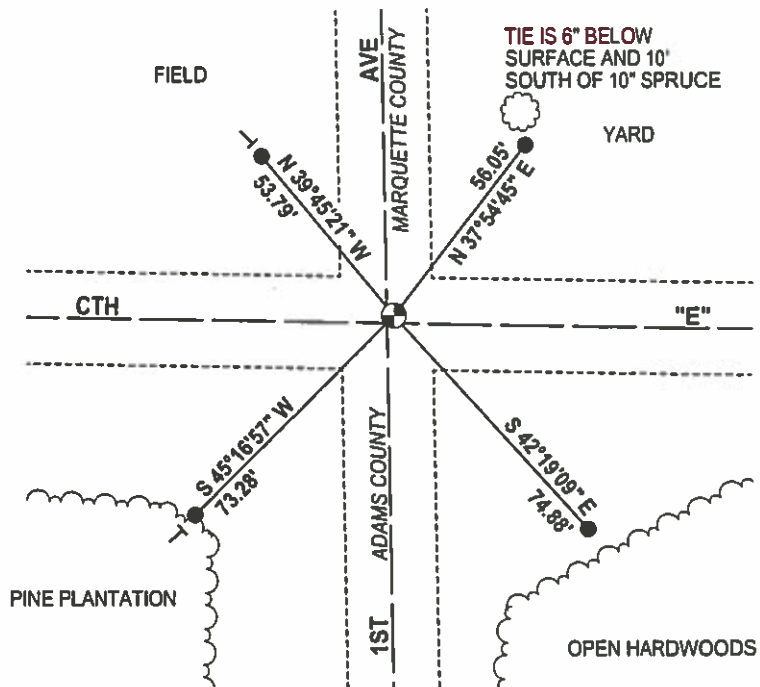 TIE IS 6" BELOW
SURFACE AND 10'
SOUTH OF 10" SPRUCE
FIELD
AVE
MARQUETTE COUNTY
YARD
N 39°45'21" W
53.79'
56.05'
N 37°54'45" E
CTH
"E"
S 45°16'57" W
73.28'
ADAMS COUNTY
1ST
S 42°19'09" E
74.88'
PINE PLANTATION
OPEN HARDWOODS